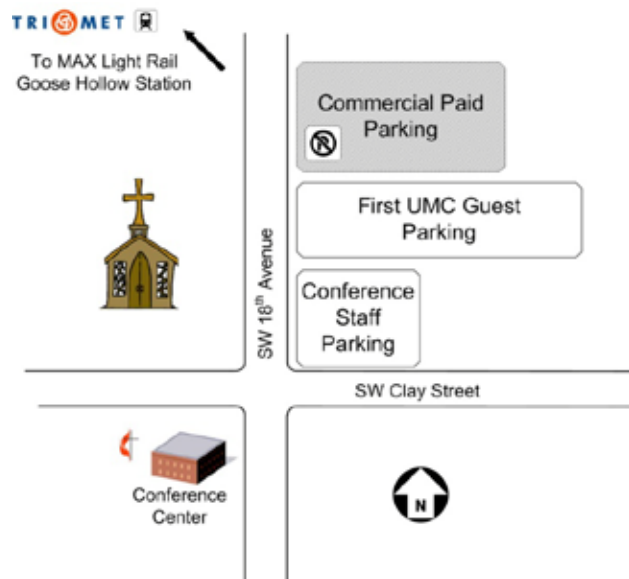 TRIMET
To MAX Light Rail
Goose Hollow Station
Commercial Paid
Parking
P
First UMC Guest
Parking
SW 18th Avenue
Conference
Staff
Parking
SW Clay Street
Conference
Center
N